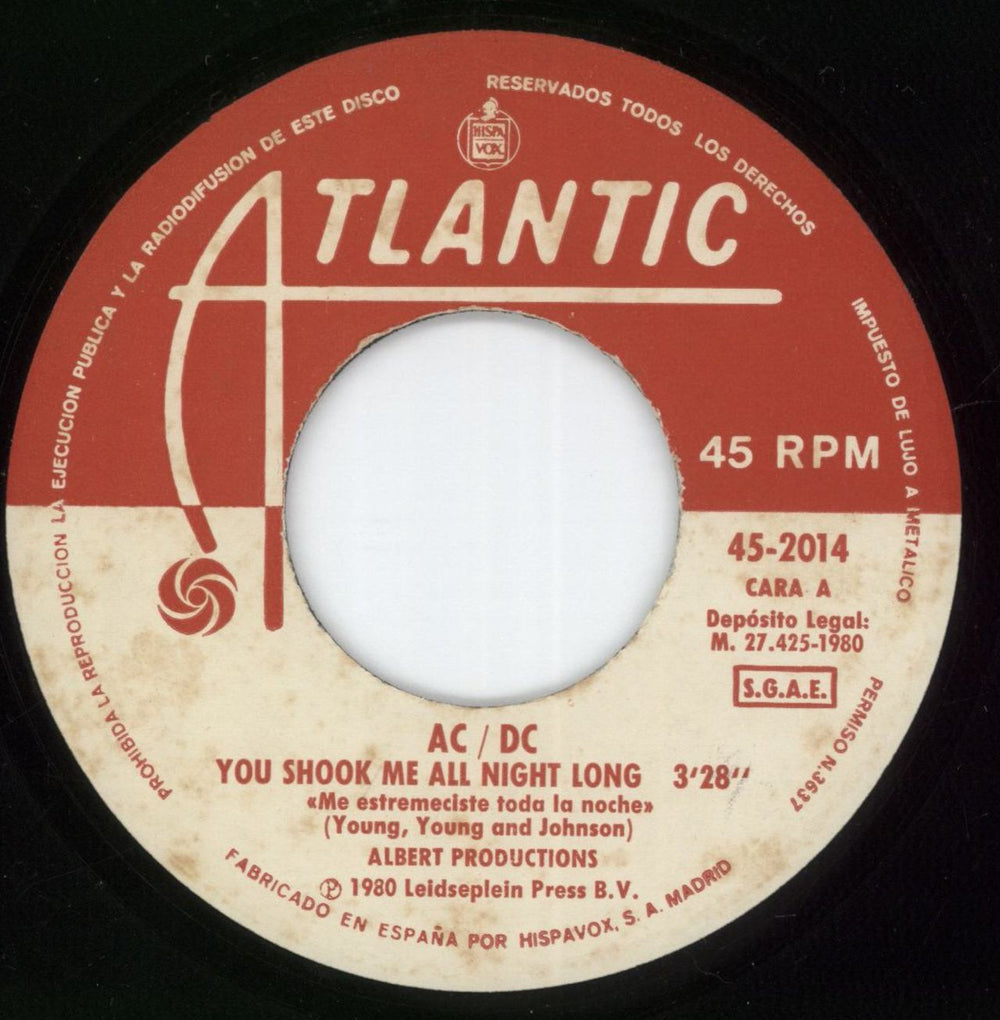 PROHIBIDA LA REPRODUCCION LA EJECUCION PUBLICA Y LA RADIODIFUSION DE ESTE DISCO
RESERVADOS TODOS LOS DERECHOS
HISPA
VOX
ATLANTIC
IMPUESTO DE LUJO A METALICO
45 RPM
45-2014
CARA A
Depósito Legal:
M. 27.425-1980
S.G.A.E.
PERMISO N.3637
AC / DC
YOU SHOOK ME ALL NIGHT LONG 3'28''
«Me estremeciste toda la noche»
(Young, Young and Johnson)
ALBERT PRODUCTIONS
Ⓟ 1980 Leidseplein Press B.V.
FABRICADO EN ESPAÑA POR HISPAVOX, S. A. MADRID